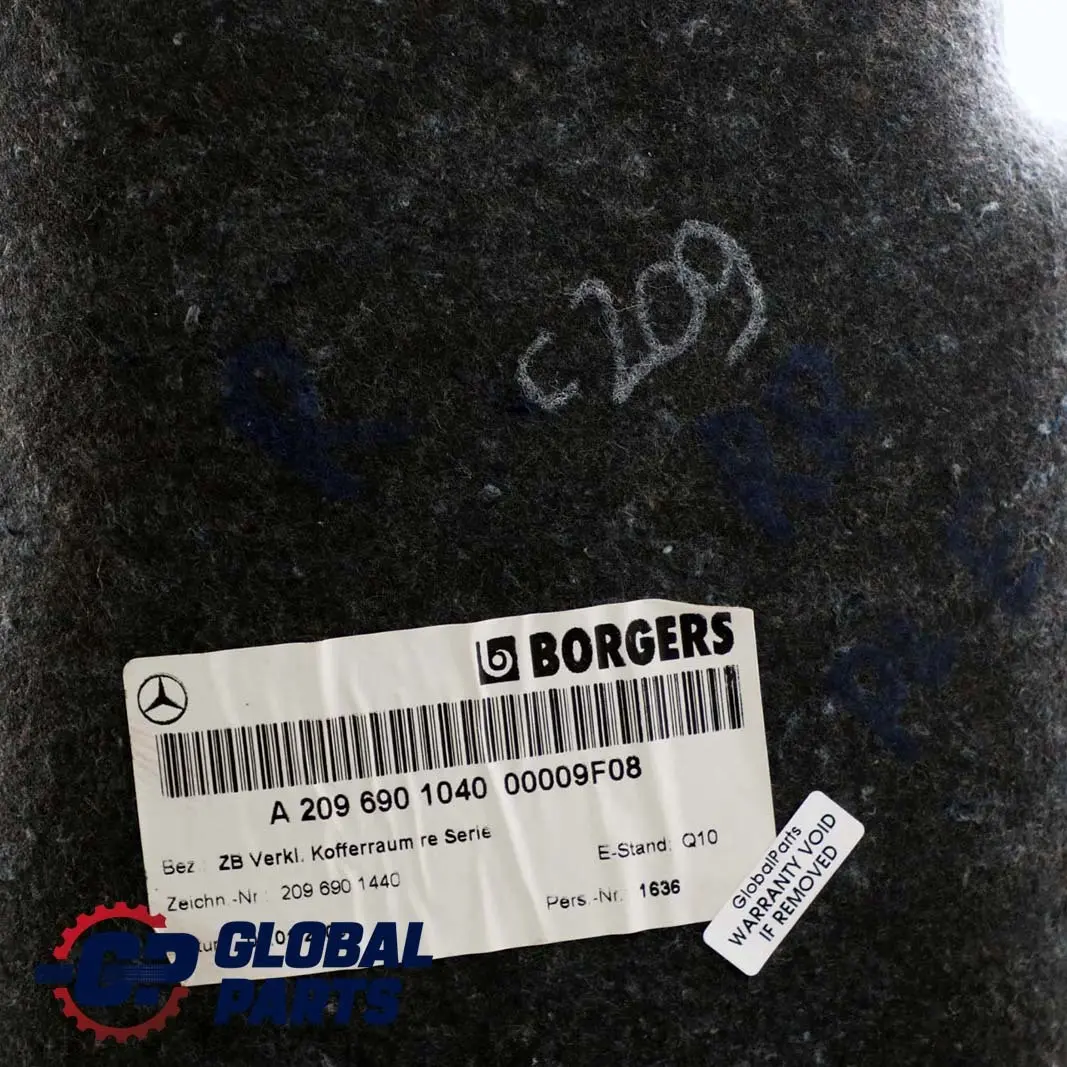 C209
BORGERS
A 209 690 1040 00009F08
Bez.: ZB Verkl. Kofferraum re Serie
E-Stand: Q10
Zeichn.-Nr.: 209 690 1440
Pers.-Nr.: 1636
GlobalParts
WARRANTY VOID
IF REMOVED
GP GLOBAL
PARTS